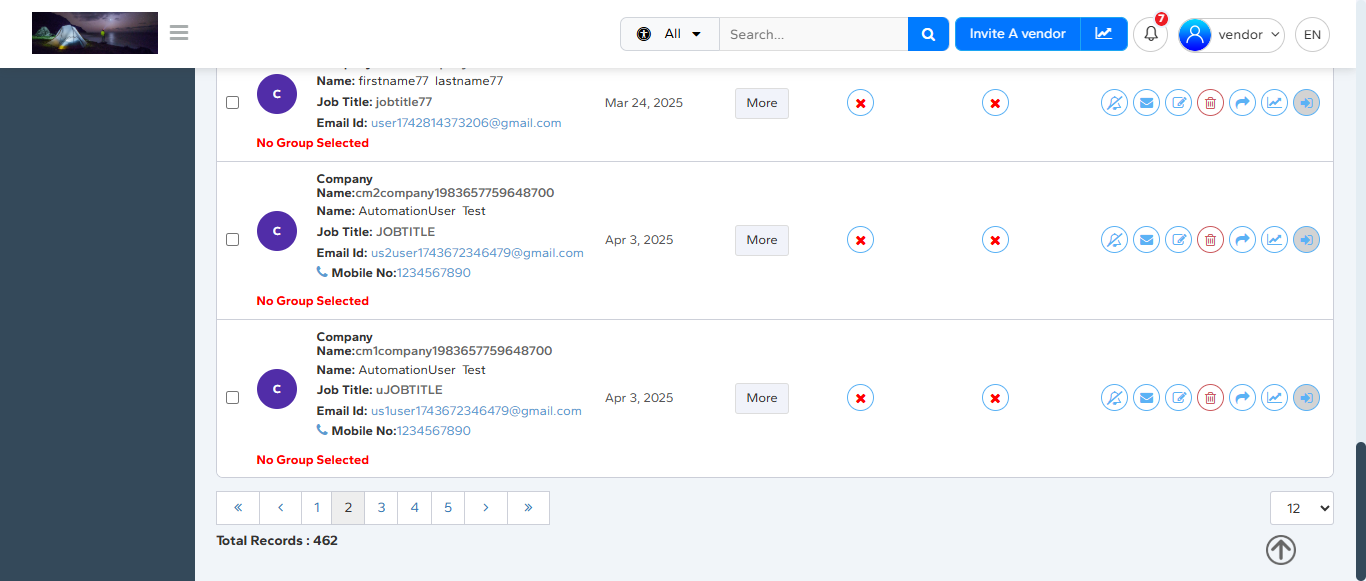 All
Search...
Invite A vendor
7
vendor
EN
C
Name: firstname77 lastname77
Job Title: jobtitle77
Email Id: user1742814373206@gmail.com
No Group Selected
Mar 24, 2025
More
Company
Name:cm2company1983657759648700
C
Name: AutomationUser Test
Job Title: JOBTITLE
Email Id: us2user1743672346479@gmail.com
Mobile No:1234567890
No Group Selected
Apr 3, 2025
More
Company
Name:cm1company1983657759648700
C
Name: AutomationUser Test
Job Title: uJOBTITLE
Email Id: us1user1743672346479@gmail.com
Mobile No:1234567890
No Group Selected
Apr 3, 2025
More
« ‹ 1 2 3 4 5 › »
12
Total Records : 462